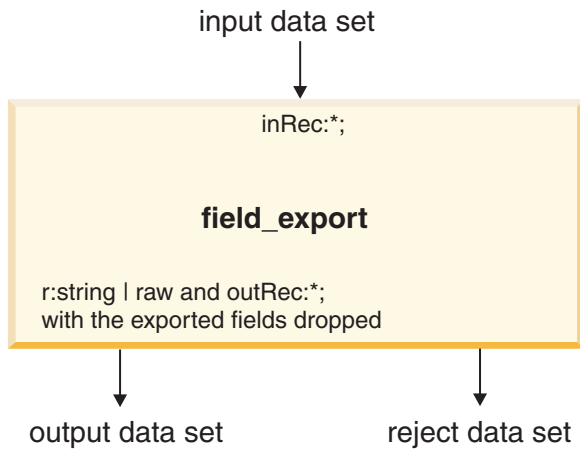 input data set
inRec:*;
field_export
r:string | raw and outRec:*;
with the exported fields dropped
output data set
reject data set